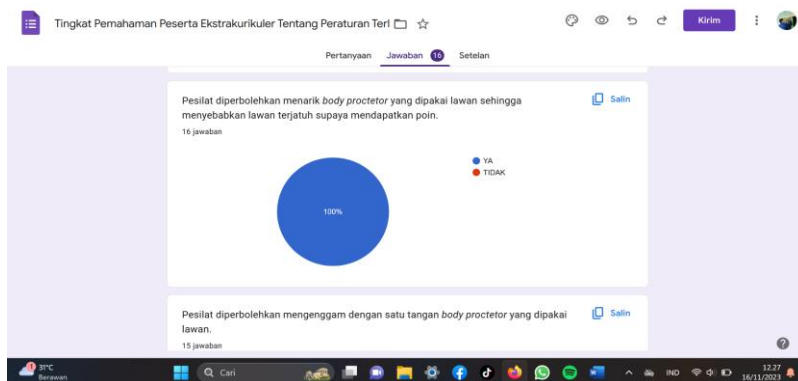 Tingkat Pemahaman Peserta Ekstrakurikuler Tentang Peraturan Terl
Kirim
Pertanyaan Jawaban 16 Setelan
Pesilat diperbolehkan menarik body proctetor yang dipakai lawan sehingga
menyebabkan lawan terjatuh supaya mendapatkan poin.
Salin
16 jawaban
YA
TIDAK
100%
Pesilat diperbolehkan mengenggam dengan satu tangan body proctetor yang dipakai
lawan.
Salin
15 jawaban
31°C
Berawan
Cari
IND
12.27
16/11/2023